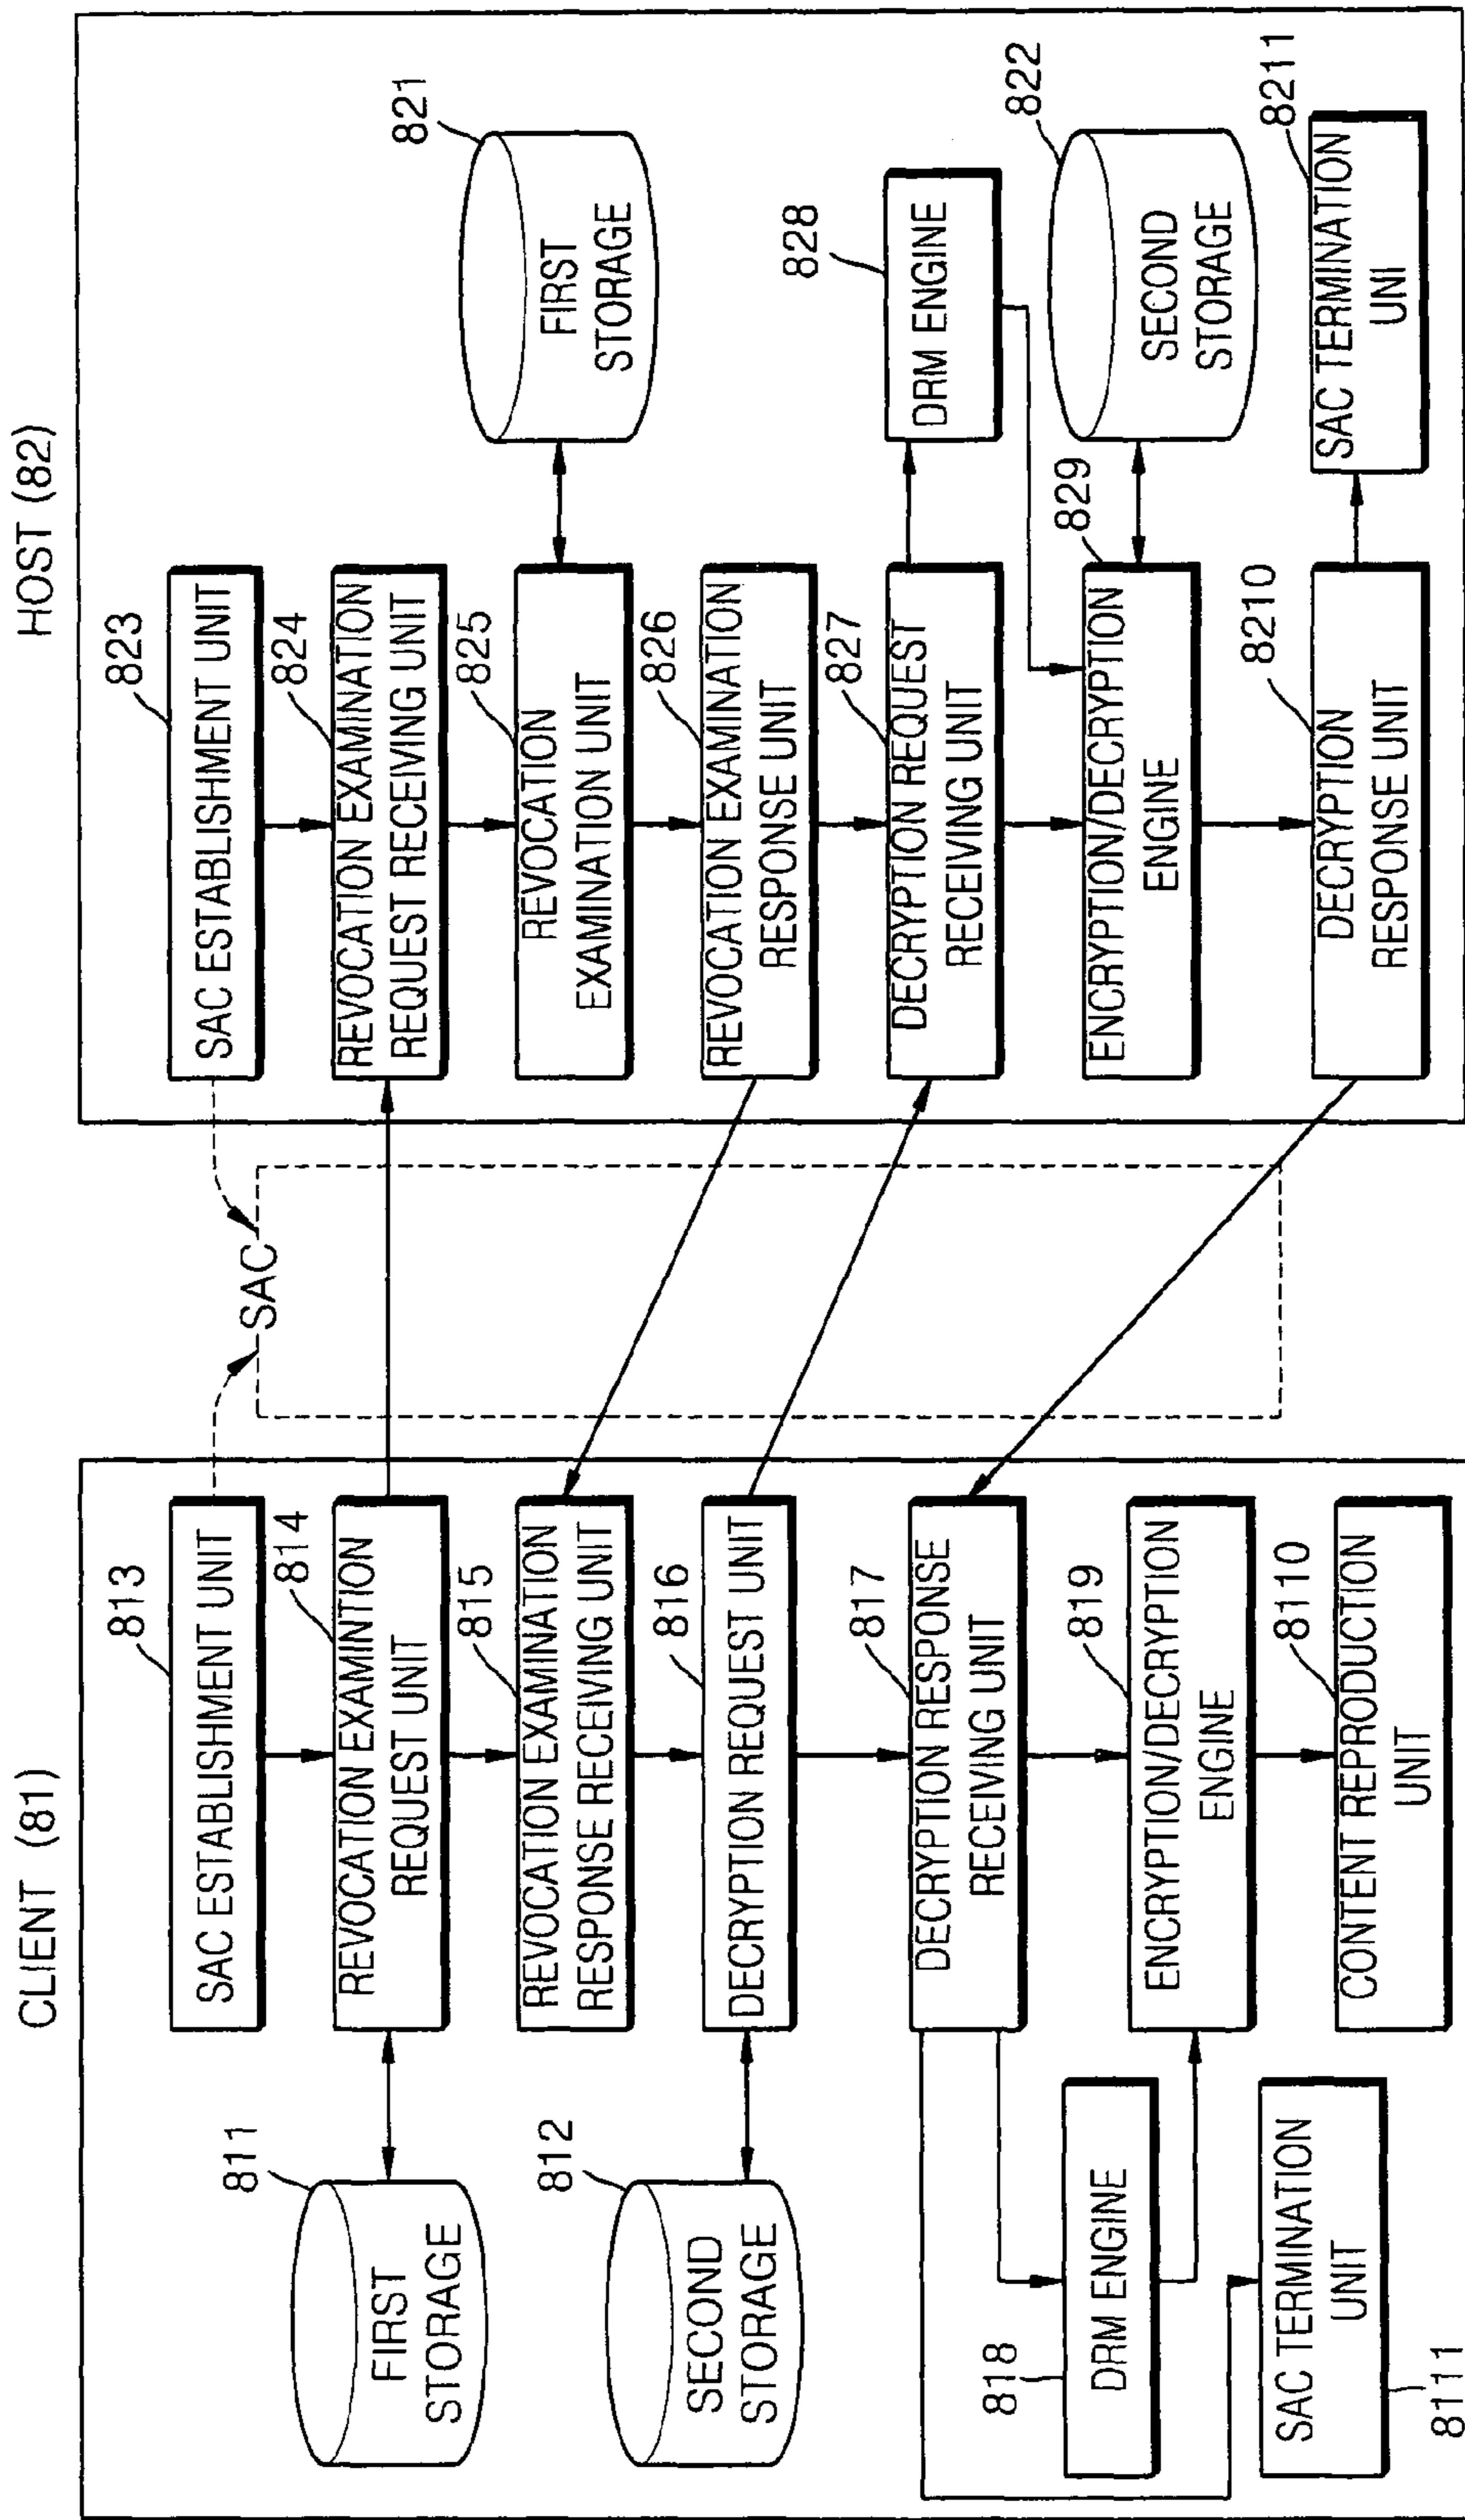 CLIENT (81)
813
SAC ESTABLISHMENT UNIT
814
REVOCATION EXAMINTION
REQUEST UNIT
811
FIRST
STORAGE
815
REVOCATION EXAMINATION
RESPONSE RECEIVING UNIT
816
DECRYPTION REQUEST UNIT
812
SECOND
STORAGE
817
DECRYPTION RESPONSE
RECEIVING UNIT
818
DRM ENGINE
819
ENCRYPTION/DECRYPTION
ENGINE
8110
CONTENT REPRODUCTION
UNIT
SAC TERMINATION
UNIT
8111
SAC
HOST (82)
823
SAC ESTABLISHMENT UNIT
824
REVOCATION EXAMINATION
REQUEST RECEIVING UNIT
825
REVOCATION
EXAMINATION UNIT
821
FIRST
STORAGE
826
REVOCATION EXAMINATION
RESPONSE UNIT
827
DECRYPTION REQUEST
RECEIVING UNIT
828
DRM ENGINE
829
ENCRYPTION/DECRYPTION
ENGINE
822
SECOND
STORAGE
8210
DECRYPTION
RESPONSE UNIT
8211
SAC TERMINATION
UNI